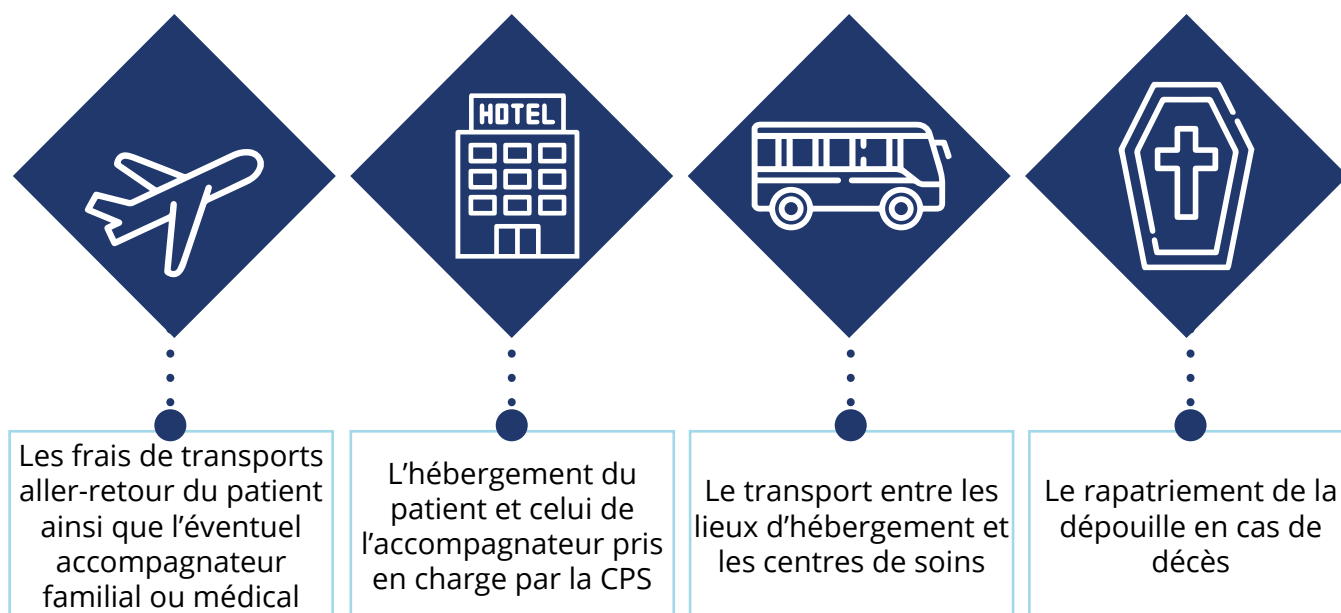 HOTEL
Les frais de transports
aller-retour du patient
ainsi que l’éventuel
accompagnateur
familial ou médical
L’hébergement du
patient et celui de
l’accompagnateur pris
en charge par la CPS
Le transport entre les
lieux d’hébergement et
les centres de soins
Le rapatriement de la
dépouille en cas de
décès